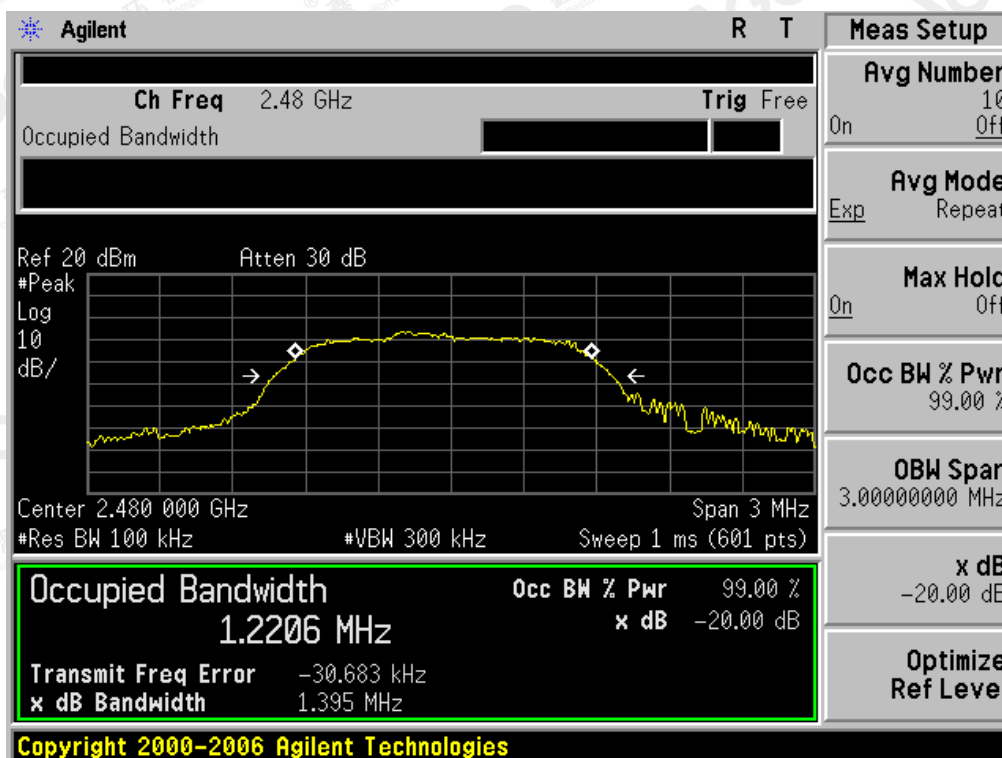 Agilent R T
Meas Setup
Ch Freq 2.48 GHz Trig Free
Occupied Bandwidth
Ref 20 dBm Atten 30 dB
#Peak
Log
10
dB/
Center 2.480 000 GHz Span 3 MHz
#Res BW 100 kHz #VBW 300 kHz Sweep 1 ms (601 pts)
Occupied Bandwidth
1.2206 MHz
Occ BW % Pwr 99.00 %
x dB -20.00 dB
Transmit Freq Error -30.683 kHz
x dB Bandwidth 1.395 MHz
Avg Number
10
On Off
Avg Mode
Exp Repeat
Max Hold
On Off
Occ BW % Pwr
99.00 %
OBW Span
3.00000000 MHz
x dB
-20.00 dB
Optimize
Ref Level
Copyright 2000-2006 Agilent Technologies